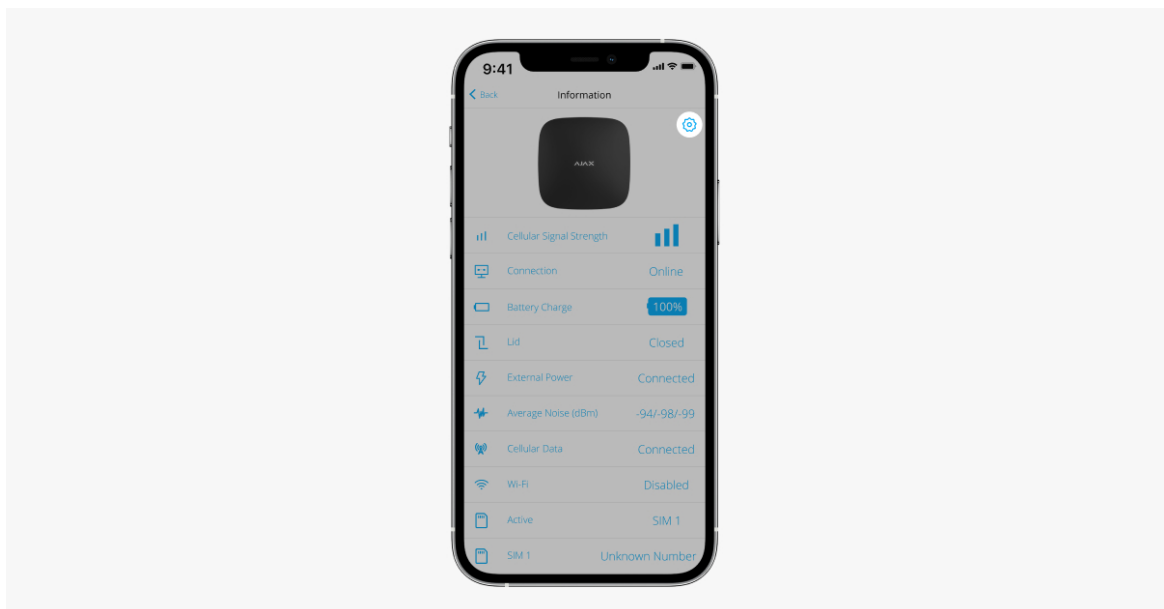 9:41
Back Information
AJAX
Cellular Signal Strength
Connection Online
Battery Charge 100%
Lid Closed
External Power Connected
Average Noise (dBm) -94/-98/-99
Cellular Data Connected
Wi-Fi Disabled
Active SIM 1
SIM 1 Unknown Number